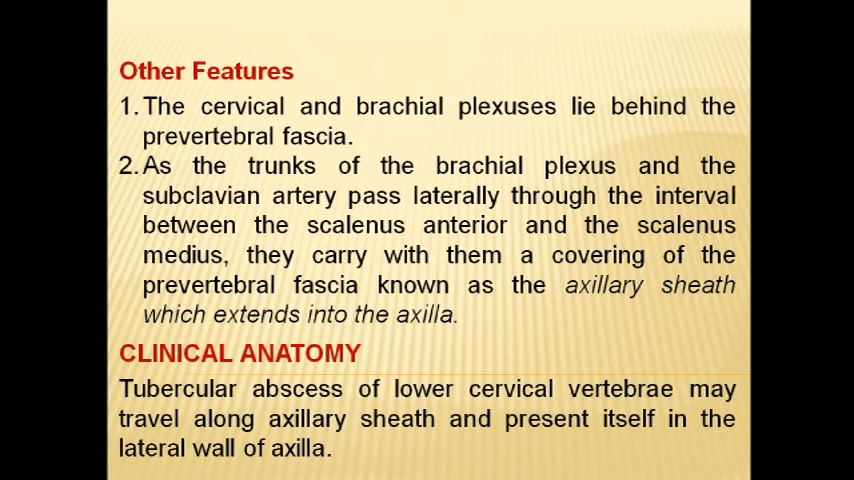 Other Features
1. The cervical and brachial plexuses lie behind the
prevertebral fascia.
2. As the trunks of the brachial plexus and the
subclavian artery pass laterally through the interval
between the scalenus anterior and the scalenus
medius, they carry with them a covering of the
prevertebral fascia known as the axillary sheath
which extends into the axilla.
CLINICAL ANATOMY
Tubercular abscess of lower cervical vertebrae may
travel along axillary sheath and present itself in the
lateral wall of axilla.